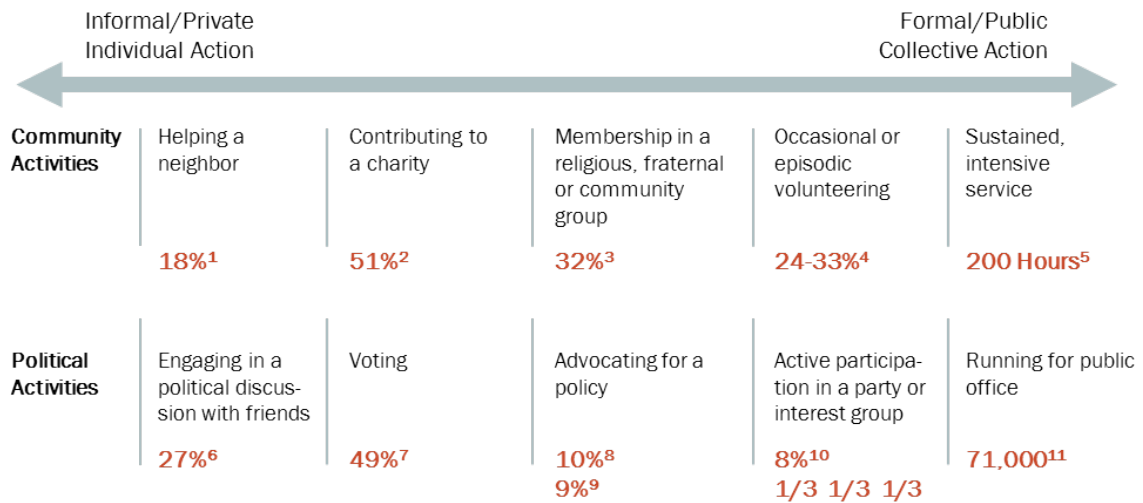 Informal/Private
Individual Action
Formal/Public
Collective Action
Community
Activities
Helping a
neighbor
18%¹
Contributing to
a charity
51%²
Membership in a
religious, fraternal
or community
group
32%³
Occasional or
episodic
volunteering
24-33%⁴
Sustained,
intensive
service
200 Hours⁵
Political
Activities
Engaging in a
political discus-
sion with friends
27%⁶
Voting
49%⁷
Advocating for a
policy
10%⁸
9%⁹
Active participa-
tion in a party or
interest group
8%¹⁰
1/3 1/3 1/3
Running for public
office
71,000¹¹